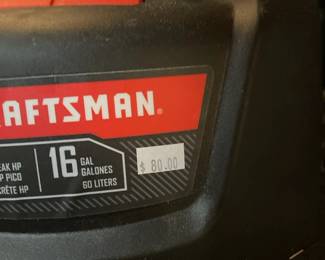 RAFTSMAN®
EAK HP
P PICO
CRÊTE HP
16 GAL
GALONES
60 LITERS
$ 80.00